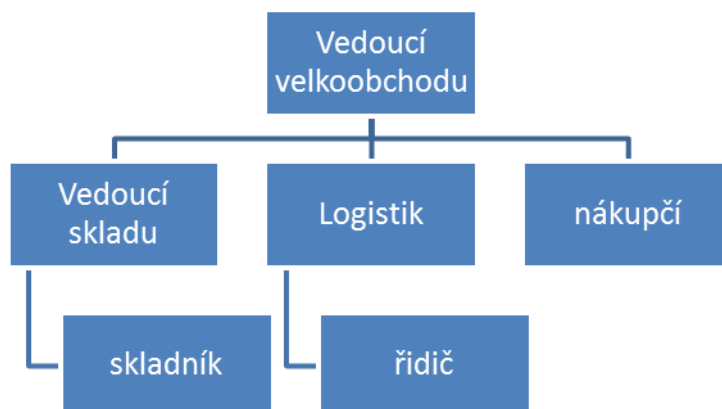 Vedoucí
velkoobchodu
Vedoucí
skladu
Logistik
nákupčí
skladník
řidič